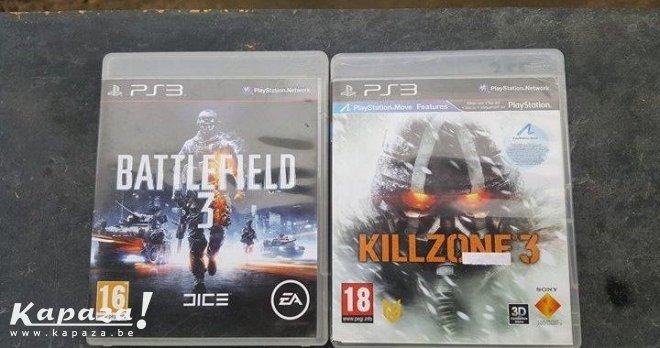 PS3
PlayStation.Network
BATTLEFIELD
3
16
DICE
EA
PS3
PlayStation.Network
PlayStation.Move Features
PlayStation.
KILLZONE 3
18
www.pegi.info
3D
SONY
Kapaza!
www.kapaza.be